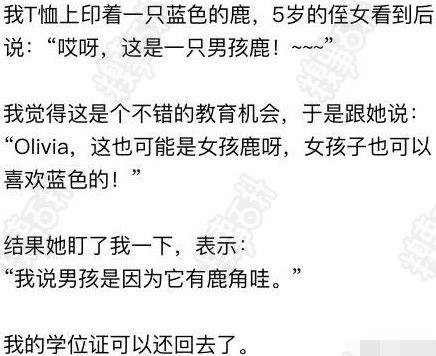 我T恤上印着一只蓝色的鹿，5岁的侄女看到后
说：“哎呀，这是一只男孩鹿！~~~”
我觉得这是个不错的教育机会，于是跟她说：
“Olivia，这也可能是女孩鹿呀，女孩子也可以
喜欢蓝色的！”
结果她盯了我一下，表示：
“我说男孩是因为它有鹿角哇。”
我的学位证可以还回去了。